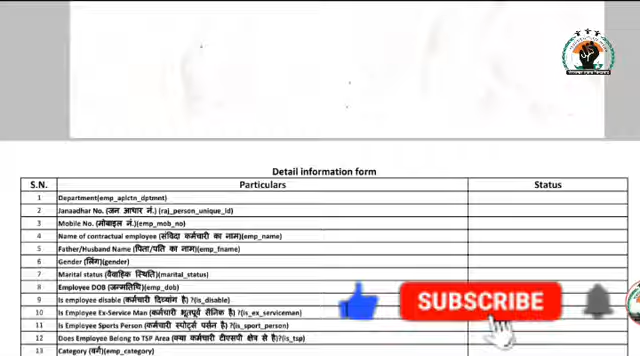 Detail information form
S.N. Particulars Status
1 Department(emp_aplctn_dptmnt)
2 Janaadhar No. (जन आधार नं.) (raj_person_unique_id)
3 Mobile No. (मोबाइल नं.)(emp_mob_no)
4 Name of contractual employee (संविदा कर्मचारी का नाम)(emp_name)
5 Father/Husband Name (पिता/पति का नाम)(emp_fname)
6 Gender (लिंग)(gender)
7 Marital status (वैवाहिक स्थिति)(marital_status)
8 Employee DOB (जन्मतिथि)(emp_dob)
9 Is employee disable (कर्मचारी दिव्यांग है) ?(is_disable)
10 Is Employee Ex-Service Man (कर्मचारी भूतपूर्व सैनिक है) ?(is_ex_serviceman)
11 Is Employee Sports Person (कर्मचारी स्पोर्ट्स पर्सन है) ?(is_sport_person)
12 Does Employee Belong to TSP Area (क्या कर्मचारी टीएसपी क्षेत्र से है)?(is_tsp)
13 Category (वर्ग)(emp_category)
SUBSCRIBE